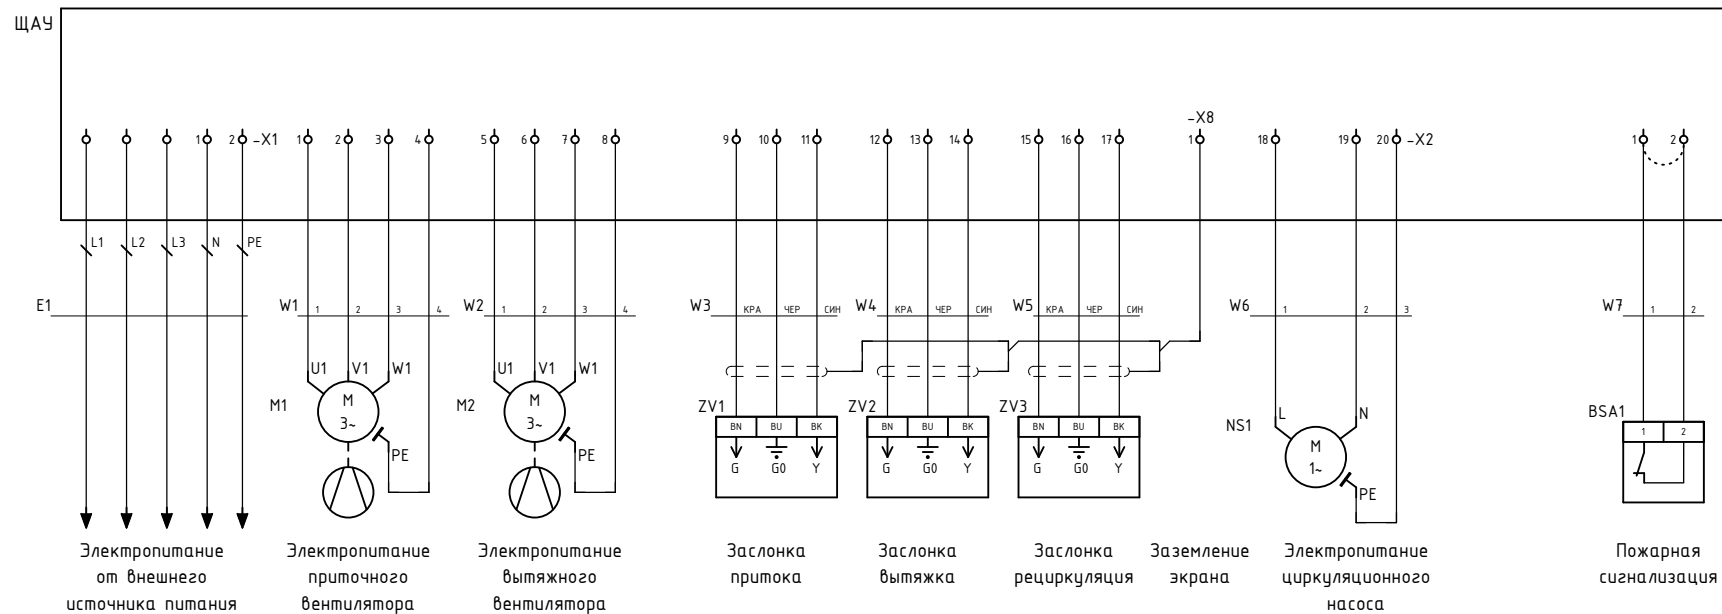 ЩАУ
-X8
1 2 -X1 1 2 3 4 5 6 7 8 9 10 11 12 13 14 15 16 17 1 18 19 20 -X2 1 2
L1 L2 L3 N PE
E1 W1 W2 W3 W4 W5 W6 W7
1 2 3 4 1 2 3 4 КРА ЧЕР СИН КРА ЧЕР СИН КРА ЧЕР СИН 1 2 3 1 2
U1 V1 W1 U1 V1 W1
M1 M M2 M ZV1 ZV2 ZV3 L N BSA1
3~ 3~ BN BU BK BN BU BK BN BU BK NS1 M 1 2
PE PE G G0 Y G G0 Y G G0 Y 1~
PE
Электропитание
от внешнего
источника питания
Электропитание
приточного
вентилятора
Электропитание
вытяжного
вентилятора
Заслонка
притока
Заслонка
вытяжка
Заслонка
рециркуляция
Заземление
экрана
Электропитание
циркуляционного
насоса
Пожарная
сигнализация